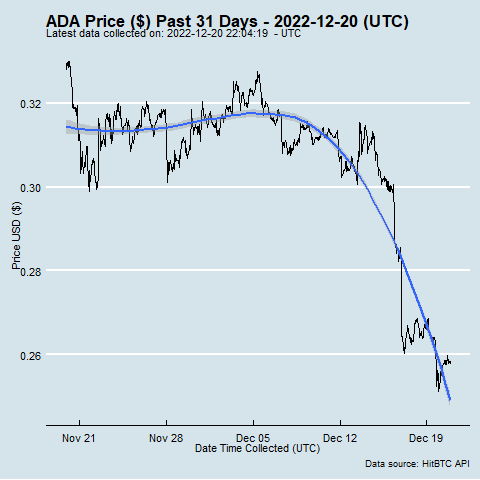 ADA Price ($) Past 31 Days - 2022-12-20 (UTC)
Latest data collected on: 2022-12-20 22:04:19 - UTC
0.32
0.30
0.28
0.26
Price USD ($)
Nov 21 Nov 28 Dec 05 Dec 12 Dec 19
Date Time Collected (UTC)
Data source: HitBTC API